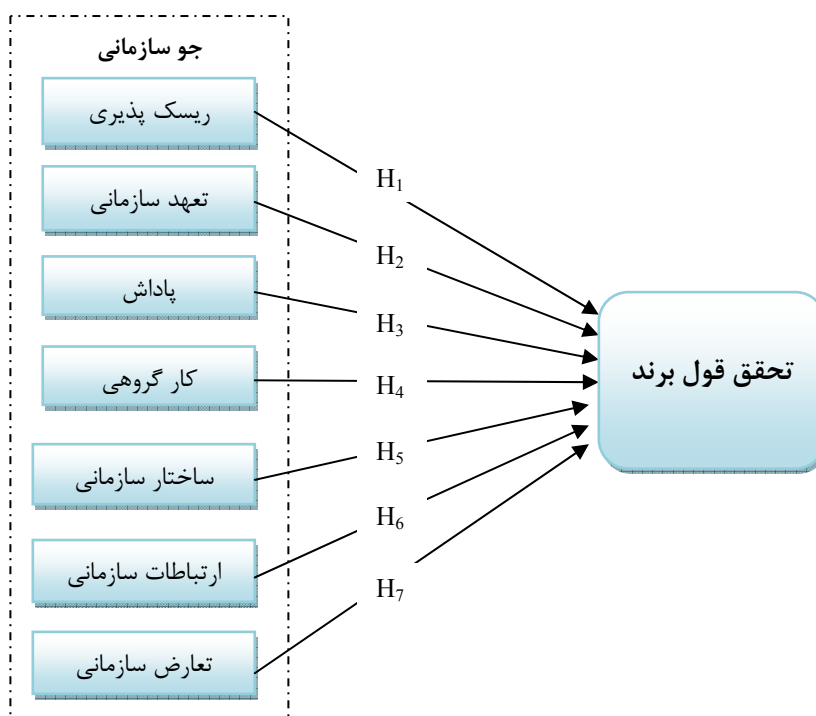 جو سازمانی
ریسک پذیری
H1
تعهد سازمانی
H2
پاداش
H3
کار گروهی
H4
تحقق قول برند
ساختار سازمانی
H5
ارتباطات سازمانی
H6
تعارض سازمانی
H7